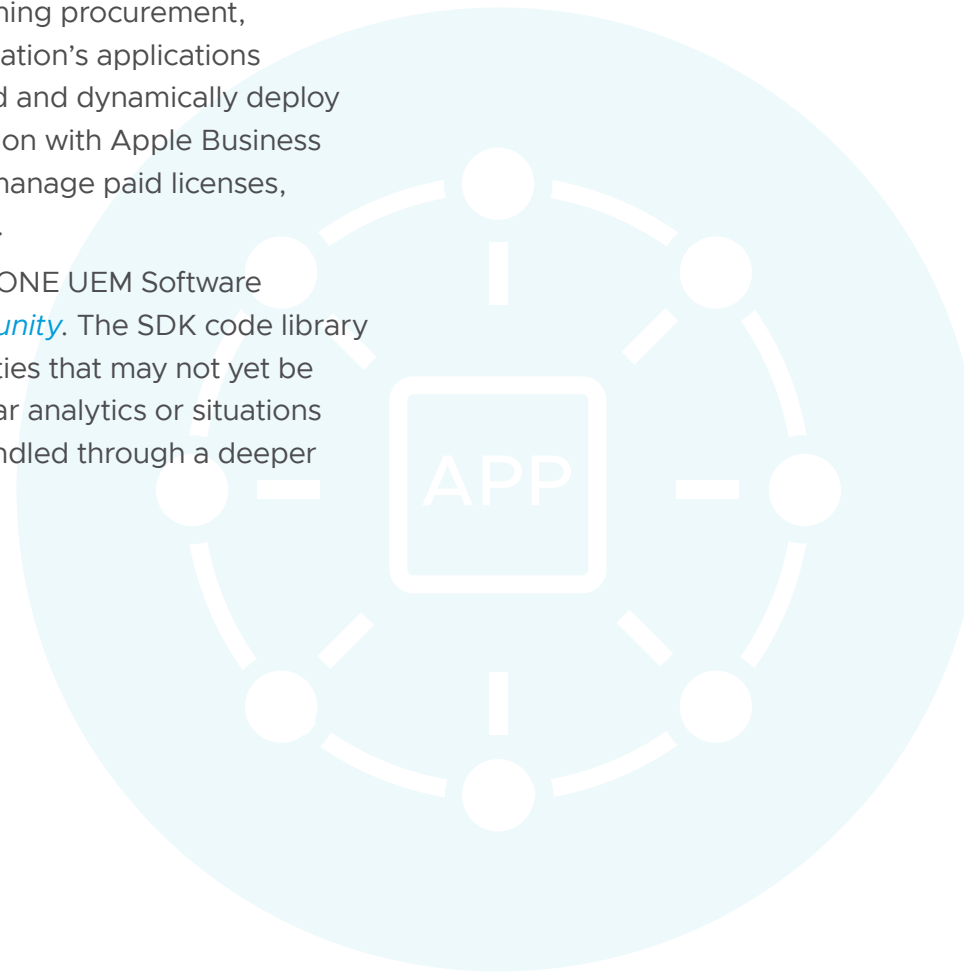 ning procurement,
ation’s applications
d and dynamically deploy
on with Apple Business
manage paid licenses,
.
ONE UEM Software
unity. The SDK code library
ties that may not yet be
ar analytics or situations
ndled through a deeper
APP